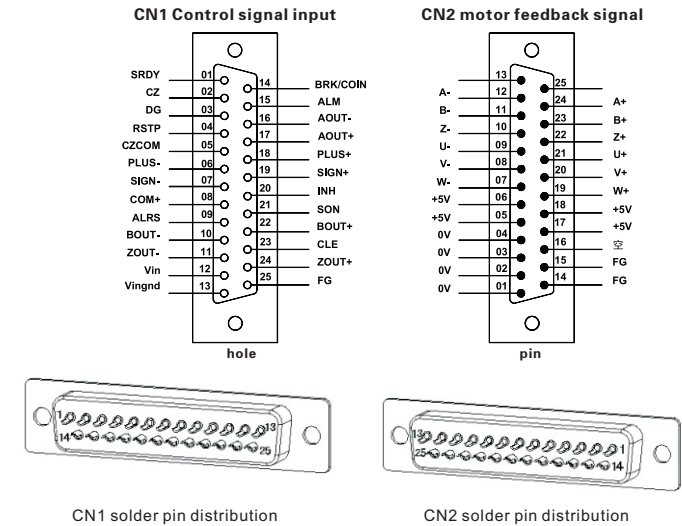 CN1 Control signal input
SRDY 01
CZ 02
DG 03
RSTP 04
CZCOM 05
PLUS- 06
SIGN- 07
COM+ 08
ALRS 09
BOUT- 10
ZOUT- 11
Vin 12
Vingnd 13
14 BRK/COIN
15 ALM
16 AOUT-
17 AOUT+
18 PLUS+
19 SIGN+
20 INH
21 SON
22 BOUT+
23 CLE
24 ZOUT+
25 FG
hole
CN2 motor feedback signal
13
A- 12
B- 11
Z- 10
U- 09
V- 08
W- 07
+5V 06
+5V 05
0V 04
0V 03
0V 02
0V 01
25
24 A+
23 B+
22 Z+
21 U+
20 V+
19 W+
18 +5V
17 +5V
16 空
15 FG
14 FG
pin
1 13
14 25
CN1 solder pin distribution
13 1
25 14
CN2 solder pin distribution